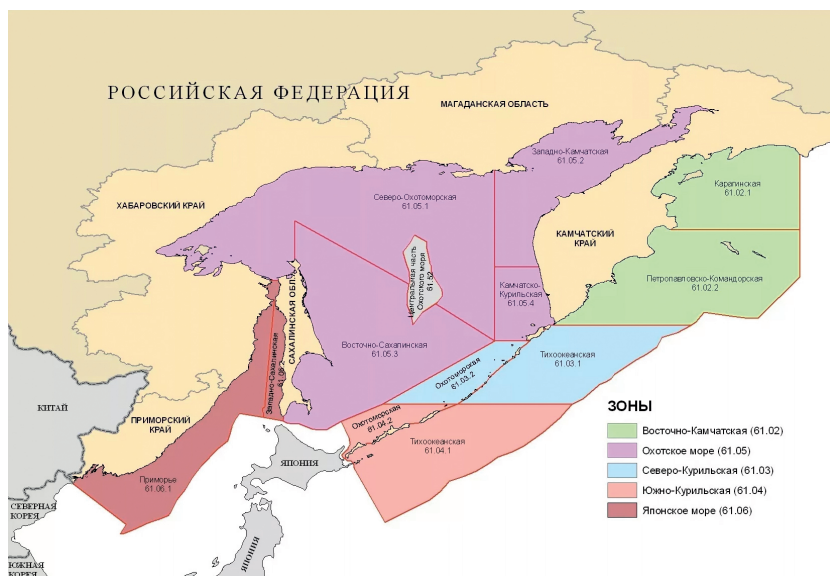 РОССИЙСКАЯ ФЕДЕРАЦИЯ
МАГАДАНСКАЯ ОБЛАСТЬ
Западно-Камчатская
61.05.2
Карагинская
61.02.1
Северо-Охотоморская
61.05.1
ХАБАРОВСКИЙ КРАЙ
КАМЧАТСКИЙ
КРАЙ
Центральная часть
Охотского моря
61.52
Петропавловско-Командорская
61.02.2
Камчатско-
Курильская
61.05.4
САХАЛИНСКАЯ ОБЛ.
Восточно-Сахалинская
61.05.3
Западно-Сахалинская
61.06.2
Охотоморская
61.03.2
Тихоокеанская
61.03.1
КИТАЙ
ПРИМОРСКИЙ
КРАЙ
Охотоморская
61.04.2
Тихоокеанская
61.04.1
ЯПОНИЯ
Приморье
61.06.1
СЕВЕРНАЯ
КОРЕЯ
ЯПОНИЯ
ЮЖНАЯ
КОРЕЯ
ЗОНЫ
Восточно-Камчатская (61.02)
Охотское море (61.05)
Северо-Курильская (61.03)
Южно-Курильская (61.04)
Японское море (61.06)